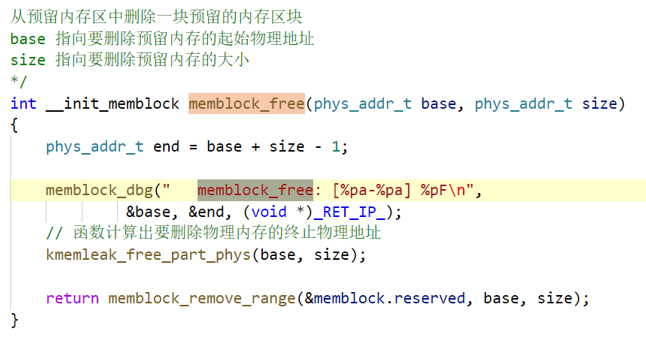 从预留内存区中删除一块预留的内存区块
base 指向要删除预留内存的起始物理地址
size 指向要删除预留内存的大小
*/
int __init_memblock memblock_free(phys_addr_t base, phys_addr_t size)
{
    phys_addr_t end = base + size - 1;

    memblock_dbg("   memblock_free: [%pa-%pa] %pF\n",
             &base, &end, (void *)_RET_IP_);
    // 函数计算出要删除物理内存的终止物理地址
    kmemleak_free_part_phys(base, size);

    return memblock_remove_range(&memblock.reserved, base, size);
}